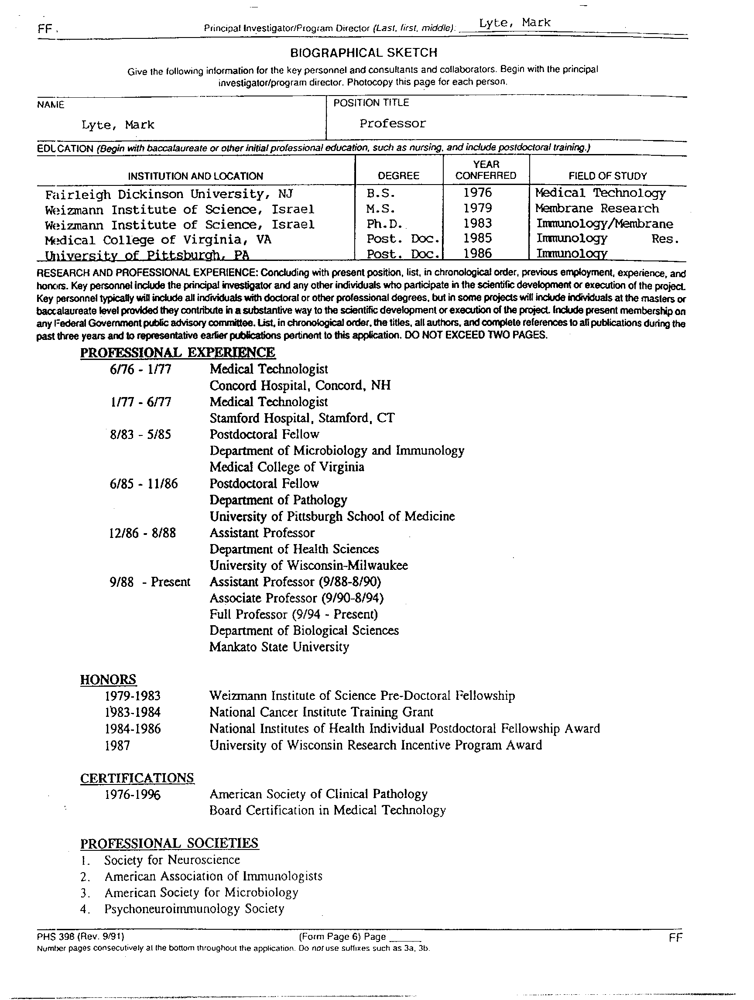 FF. Principal Investigator/Program Director (Last, first, middle): Lyte, Mark
BIOGRAPHICAL SKETCH
Give the following information for the key personnel and consultants and collaborators. Begin with the principal
investigator/program director. Photocopy this page for each person.
NAME POSITION TITLE
Lyte, Mark Professor
EDUCATION (Begin with baccalaureate or other initial professional education, such as nursing, and include postdoctoral training.)
INSTITUTION AND LOCATION DEGREE YEAR CONFERRED FIELD OF STUDY
Fairleigh Dickinson University, NJ B.S. 1976 Medical Technology
Weizmann Institute of Science, Israel M.S. 1979 Membrane Research
Weizmann Institute of Science, Israel Ph.D. 1983 Immunology/Membrane
Medical College of Virginia, VA Post. Doc. 1985 Immunology Res.
University of Pittsburgh, PA Post. Doc. 1986 Immunology
RESEARCH AND PROFESSIONAL EXPERIENCE: Concluding with present position, list, in chronological order, previous employment, experience, and
honors. Key personnel include the principal investigator and any other individuals who participate in the scientific development or execution of the project.
Key personnel typically will include all individuals with doctoral or other professional degrees, but in some projects will include individuals at the masters or
baccalaureate level provided they contribute in a substantive way to the scientific development or execution of the project. Include present membership on
any Federal Government public advisory committee. List, in chronological order, the titles, all authors, and complete references to all publications during the
past three years and to representative earlier publications pertinent to this application. DO NOT EXCEED TWO PAGES.
PROFESSIONAL EXPERIENCE
6/76 - 1/77 Medical Technologist
Concord Hospital, Concord, NH
1/77 - 6/77 Medical Technologist
Stamford Hospital, Stamford, CT
8/83 - 5/85 Postdoctoral Fellow
Department of Microbiology and Immunology
Medical College of Virginia
6/85 - 11/86 Postdoctoral Fellow
Department of Pathology
University of Pittsburgh School of Medicine
12/86 - 8/88 Assistant Professor
Department of Health Sciences
University of Wisconsin-Milwaukee
9/88 - Present Assistant Professor (9/88-8/90)
Associate Professor (9/90-8/94)
Full Professor (9/94 - Present)
Department of Biological Sciences
Mankato State University
HONORS
1979-1983 Weizmann Institute of Science Pre-Doctoral Fellowship
1983-1984 National Cancer Institute Training Grant
1984-1986 National Institutes of Health Individual Postdoctoral Fellowship Award
1987 University of Wisconsin Research Incentive Program Award
CERTIFICATIONS
1976-1996 American Society of Clinical Pathology
Board Certification in Medical Technology
PROFESSIONAL SOCIETIES
1. Society for Neuroscience
2. American Association of Immunologists
3. American Society for Microbiology
4. Psychoneuroimmunology Society
PHS 398 (Rev. 9/91) (Form Page 6) Page ______ FF
Number pages consecutively at the bottom throughout the application. Do not use suffixes such as 3a, 3b.